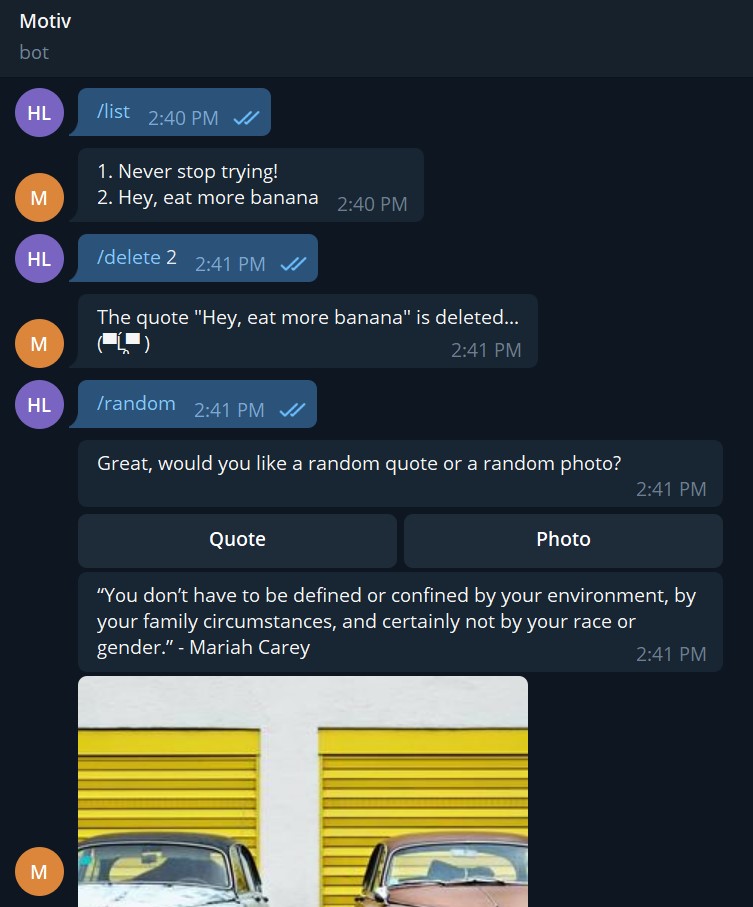 Motiv
bot
HL
/list 2:40 PM
1. Never stop trying!
2. Hey, eat more banana 2:40 PM
M
HL
/delete 2 2:41 PM
The quote "Hey, eat more banana" is deleted...
(▀̿Ĺ̯▀̿ ̿) 2:41 PM
M
HL
/random 2:41 PM
Great, would you like a random quote or a random photo?
2:41 PM
Quote Photo
“You don’t have to be defined or confined by your environment, by
your family circumstances, and certainly not by your race or
gender.” - Mariah Carey 2:41 PM
M